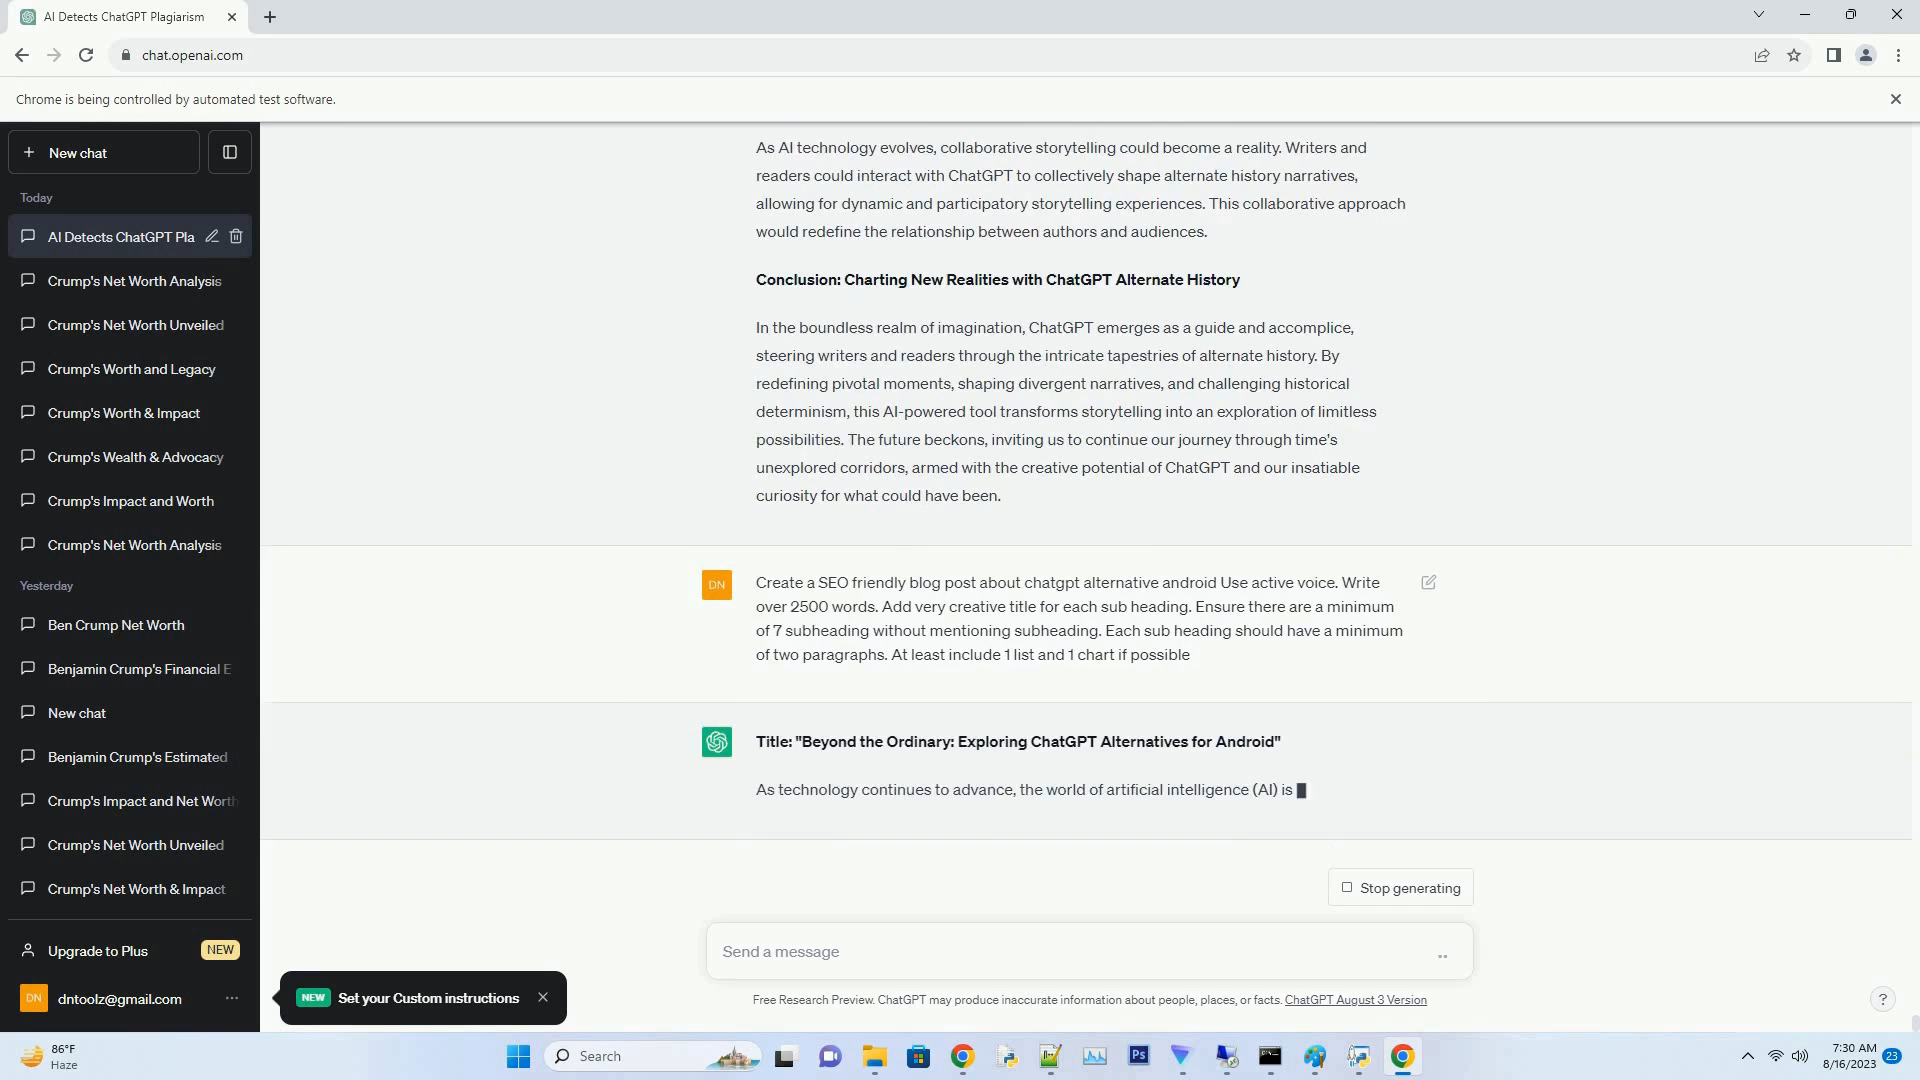 AI Detects ChatGPT Plagiarism
chat.openai.com
Chrome is being controlled by automated test software.
New chat
Today
AI Detects ChatGPT Pla
Crump's Net Worth Analysis
Crump's Net Worth Unveiled
Crump's Worth and Legacy
Crump's Worth & Impact
Crump's Wealth & Advocacy
Crump's Impact and Worth
Crump's Net Worth Analysis
Yesterday
Ben Crump Net Worth
Benjamin Crump's Financial E
New chat
Benjamin Crump's Estimated
Crump's Impact and Net Worth
Crump's Net Worth Unveiled
Crump's Net Worth & Impact
Upgrade to Plus NEW
DN dntoolz@gmail.com
NEW Set your Custom instructions
As AI technology evolves, collaborative storytelling could become a reality. Writers and
readers could interact with ChatGPT to collectively shape alternate history narratives,
allowing for dynamic and participatory storytelling experiences. This collaborative approach
would redefine the relationship between authors and audiences.
Conclusion: Charting New Realities with ChatGPT Alternate History
In the boundless realm of imagination, ChatGPT emerges as a guide and accomplice,
steering writers and readers through the intricate tapestries of alternate history. By
redefining pivotal moments, shaping divergent narratives, and challenging historical
determinism, this AI-powered tool transforms storytelling into an exploration of limitless
possibilities. The future beckons, inviting us to continue our journey through time's
unexplored corridors, armed with the creative potential of ChatGPT and our insatiable
curiosity for what could have been.
DN
Create a SEO friendly blog post about chatgpt alternative android Use active voice. Write
over 2500 words. Add very creative title for each sub heading. Ensure there are a minimum
of 7 subheading without mentioning subheading. Each sub heading should have a minimum
of two paragraphs. At least include 1 list and 1 chart if possible
Title: "Beyond the Ordinary: Exploring ChatGPT Alternatives for Android"
As technology continues to advance, the world of artificial intelligence (AI) is
Stop generating
Send a message
Free Research Preview. ChatGPT may produce inaccurate information about people, places, or facts. ChatGPT August 3 Version
?
86°F
Haze
Search
Ps
7:30 AM
8/16/2023
23